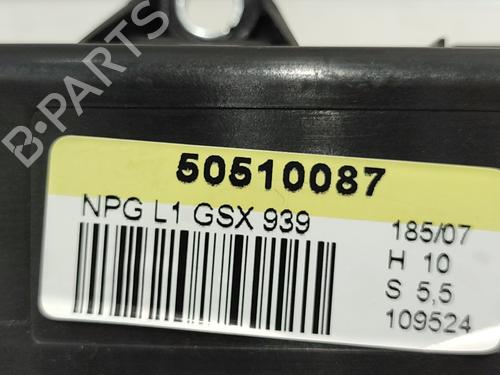 B-PARTS
50510087
NPG L1 GSX 939
185/07
H 10
S 5,5
109524